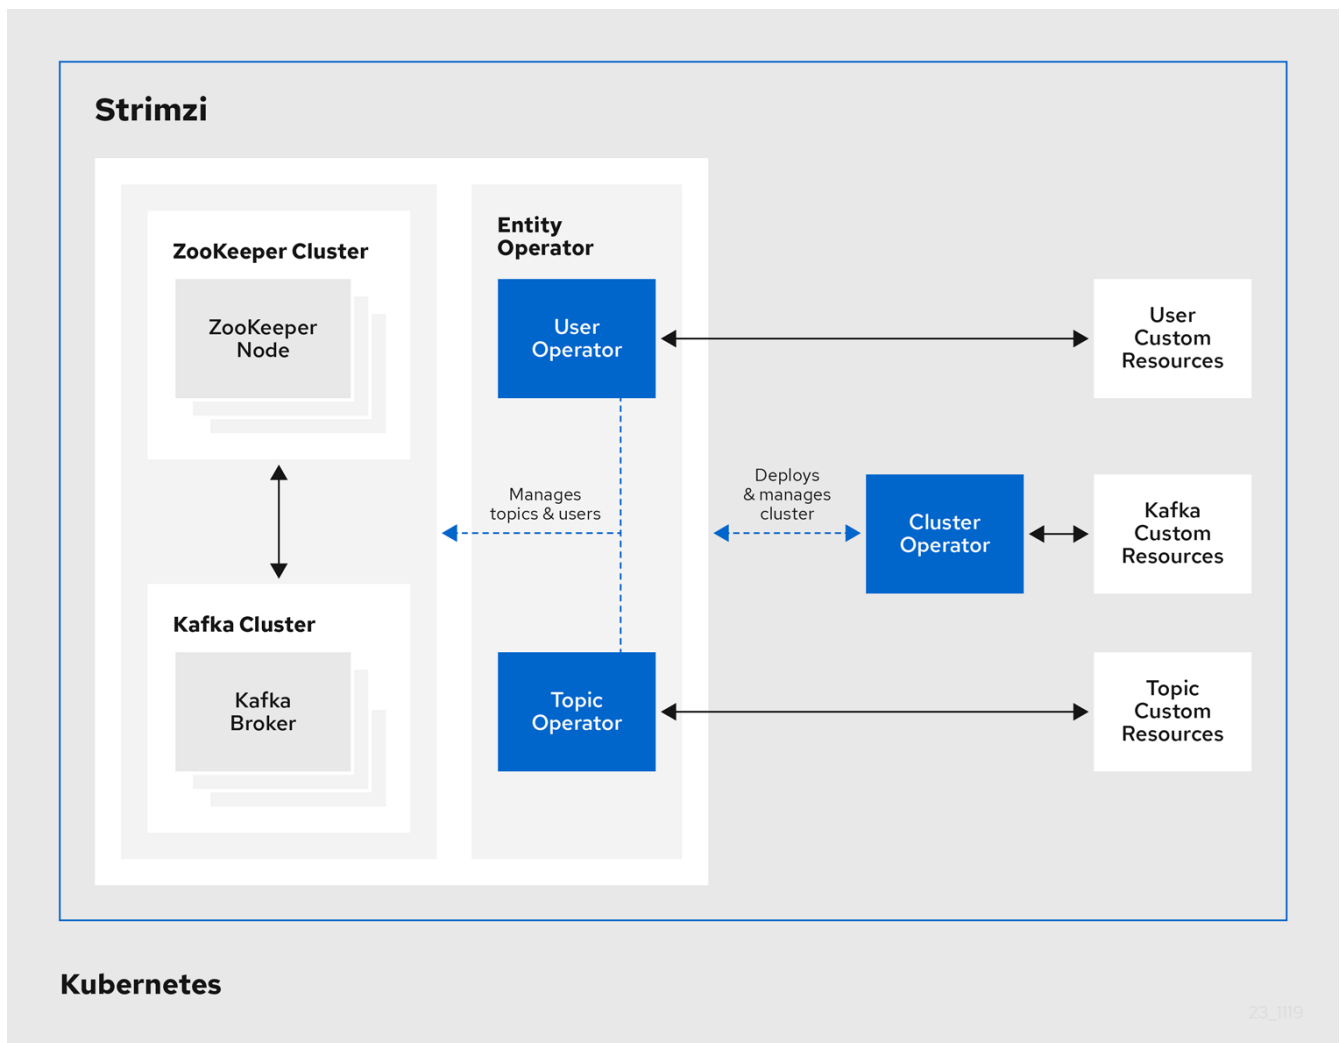 Strimzi
ZooKeeper Cluster
ZooKeeper
Node
Kafka Cluster
Kafka
Broker
Entity
Operator
User
Operator
Manages
topics & users
Topic
Operator
Deploys
& manages
cluster
Cluster
Operator
User
Custom
Resources
Kafka
Custom
Resources
Topic
Custom
Resources
Kubernetes
23_1119